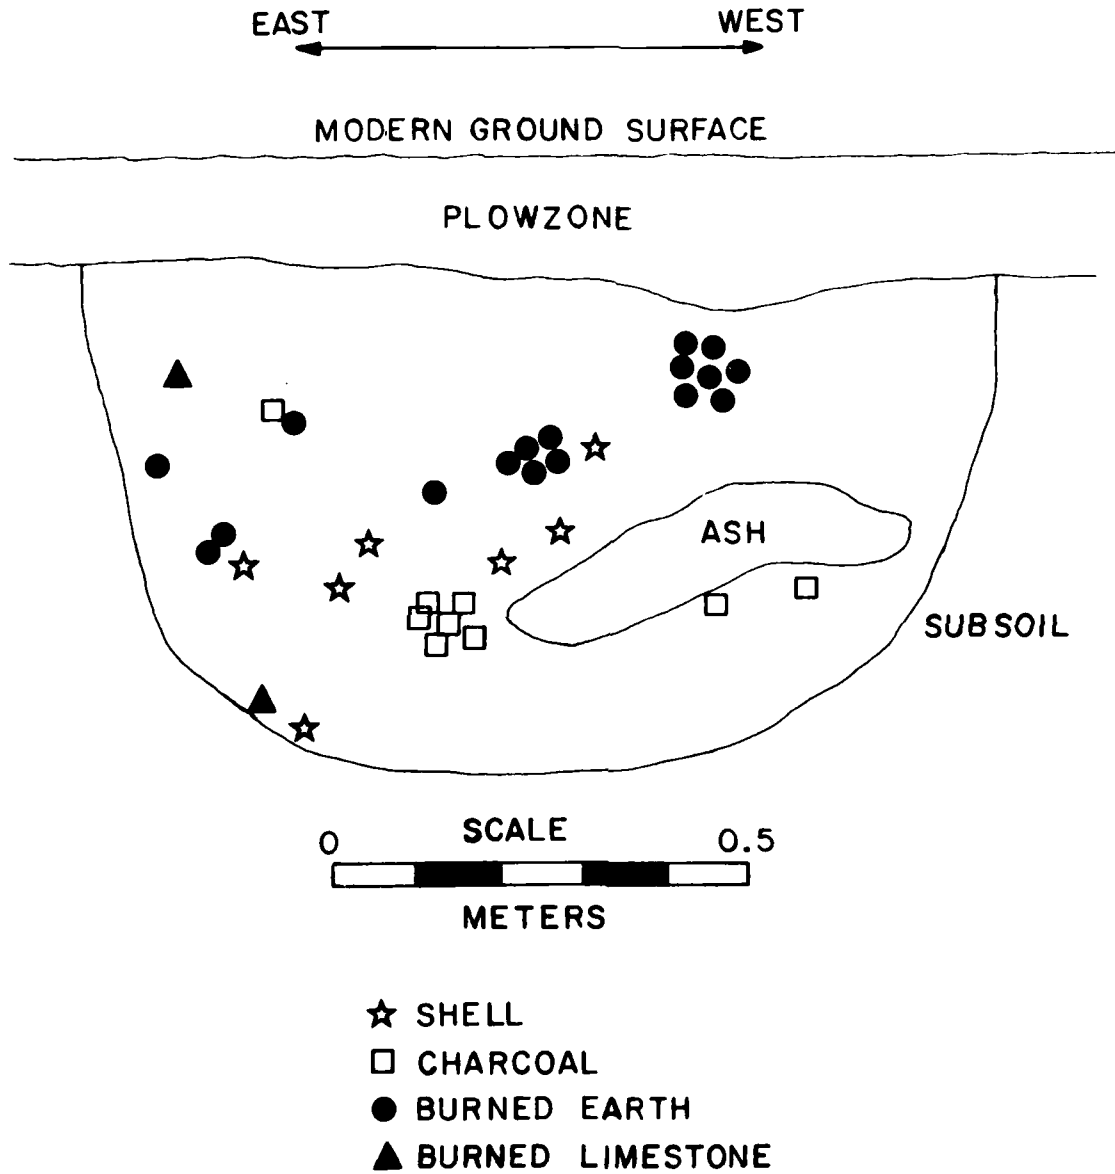 EAST WEST
MODERN GROUND SURFACE
PLOWZONE
ASH
SUBSOIL
0 SCALE 0.5
METERS
SHELL
CHARCOAL
BURNED EARTH
BURNED LIMESTONE